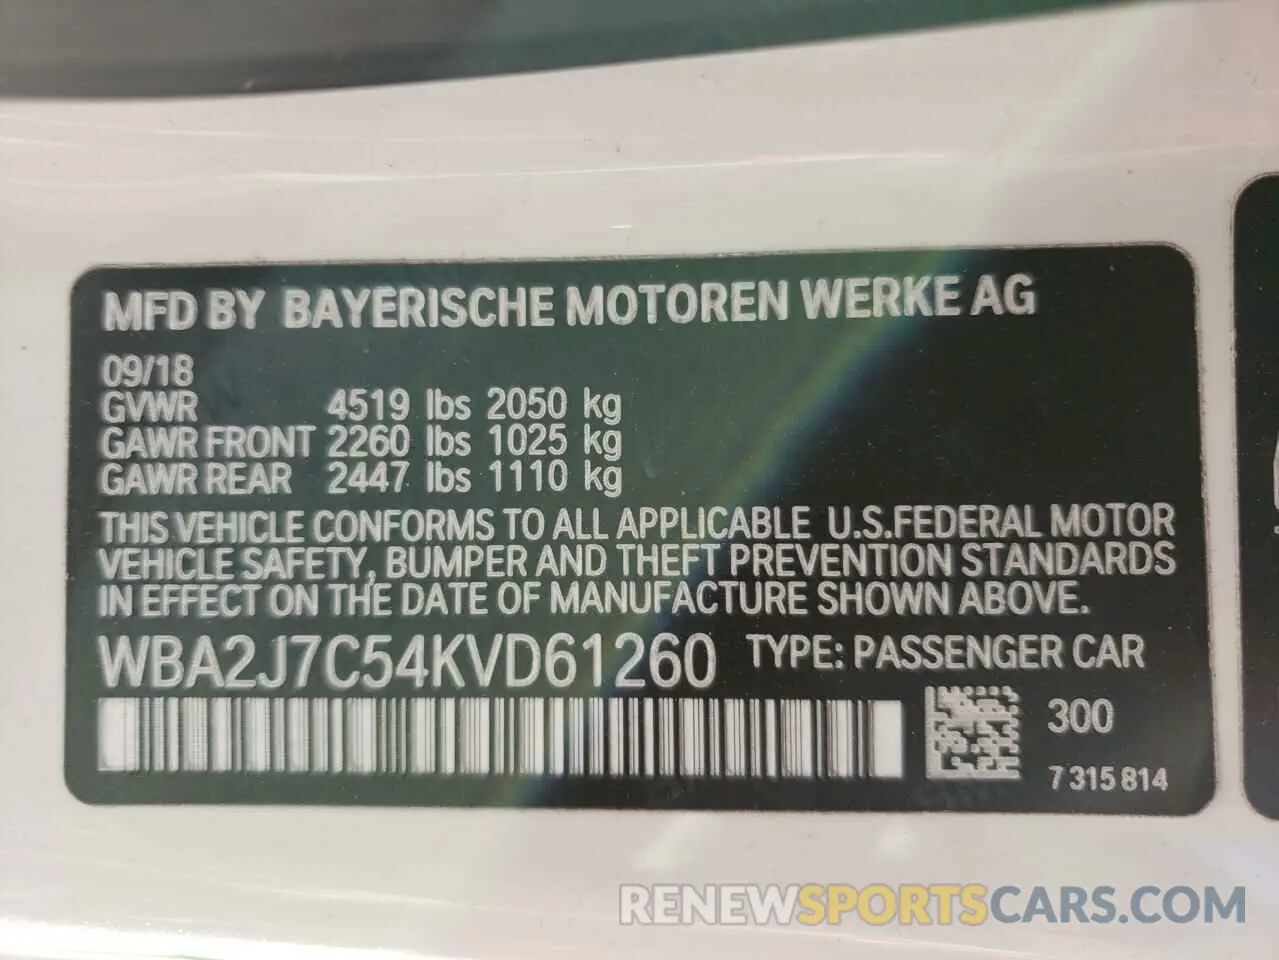 MFD BY BAYERISCHE MOTOREN WERKE AG
09/18
GVWR 4519 lbs 2050 kg
GAWR FRONT 2260 lbs 1025 kg
GAWR REAR 2447 lbs 1110 kg
THIS VEHICLE CONFORMS TO ALL APPLICABLE U.S.FEDERAL MOTOR
VEHICLE SAFETY, BUMPER AND THEFT PREVENTION STANDARDS
IN EFFECT ON THE DATE OF MANUFACTURE SHOWN ABOVE.
WBA2J7C54KVD61260 TYPE: PASSENGER CAR
300
7 315 814
RENEWSPORTSCARS.COM